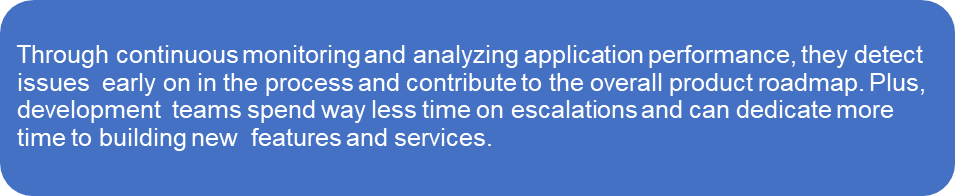 Through continuous monitoring and analyzing application performance, they detect
issues  early on in the process and contribute to the overall product roadmap. Plus,
development  teams spend way less time on escalations and can dedicate more
time to building new  features and services.